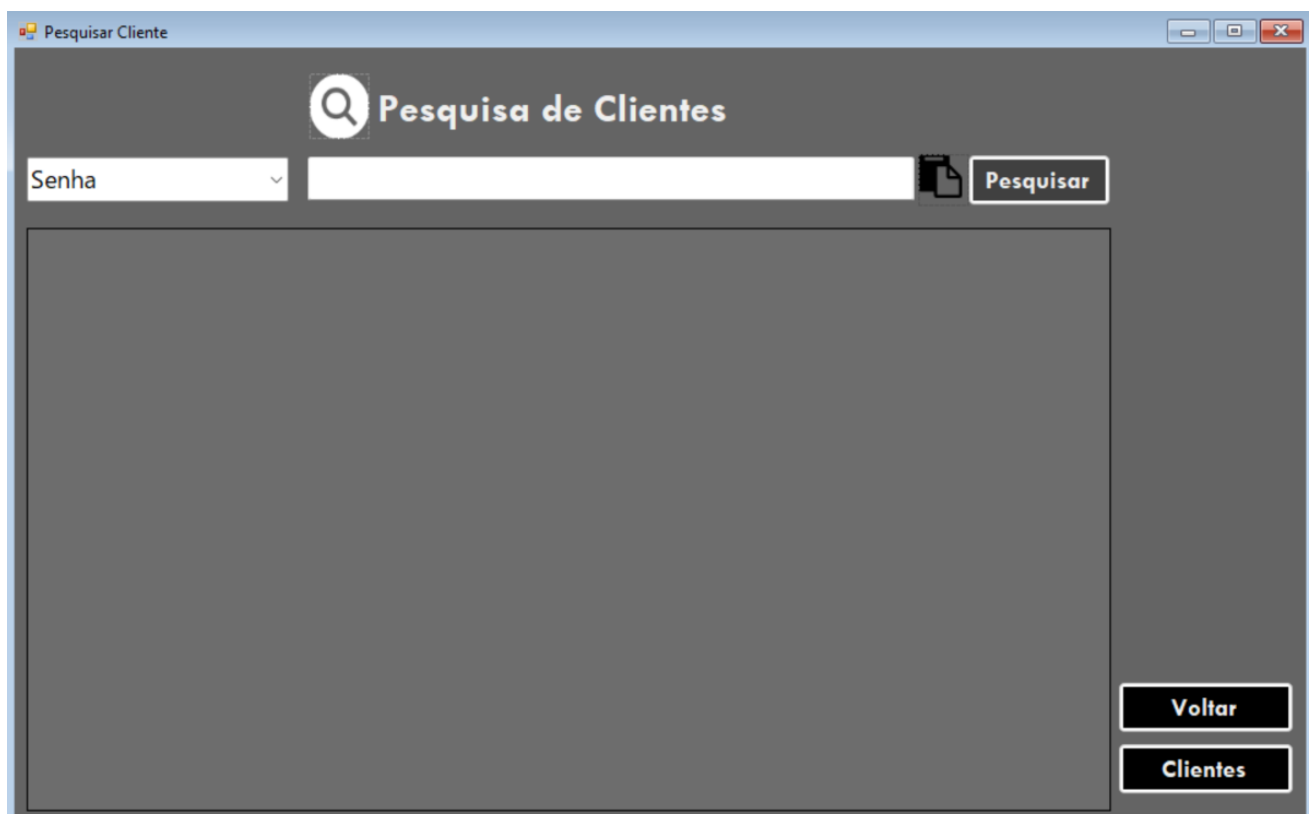 Pesquisar Cliente
Pesquisa de Clientes
Senha
Pesquisar
Voltar
Clientes